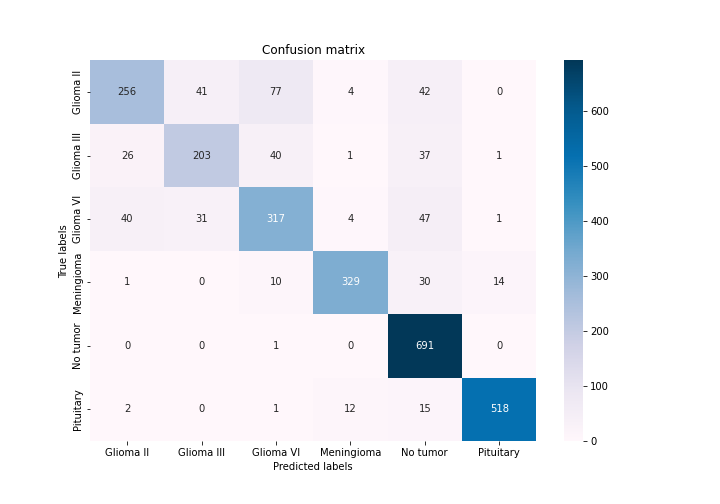 Confusion matrix
Glioma II
256 41 77 4 42 0
Glioma III
26 203 40 1 37 1
Glioma VI
40 31 317 4 47 1
Meningioma
1 0 10 329 30 14
No tumor
0 0 1 0 691 0
Pituitary
2 0 1 12 15 518
True labels
Glioma II Glioma III Glioma VI Meningioma No tumor Pituitary
Predicted labels
600
500
400
300
200
100
0